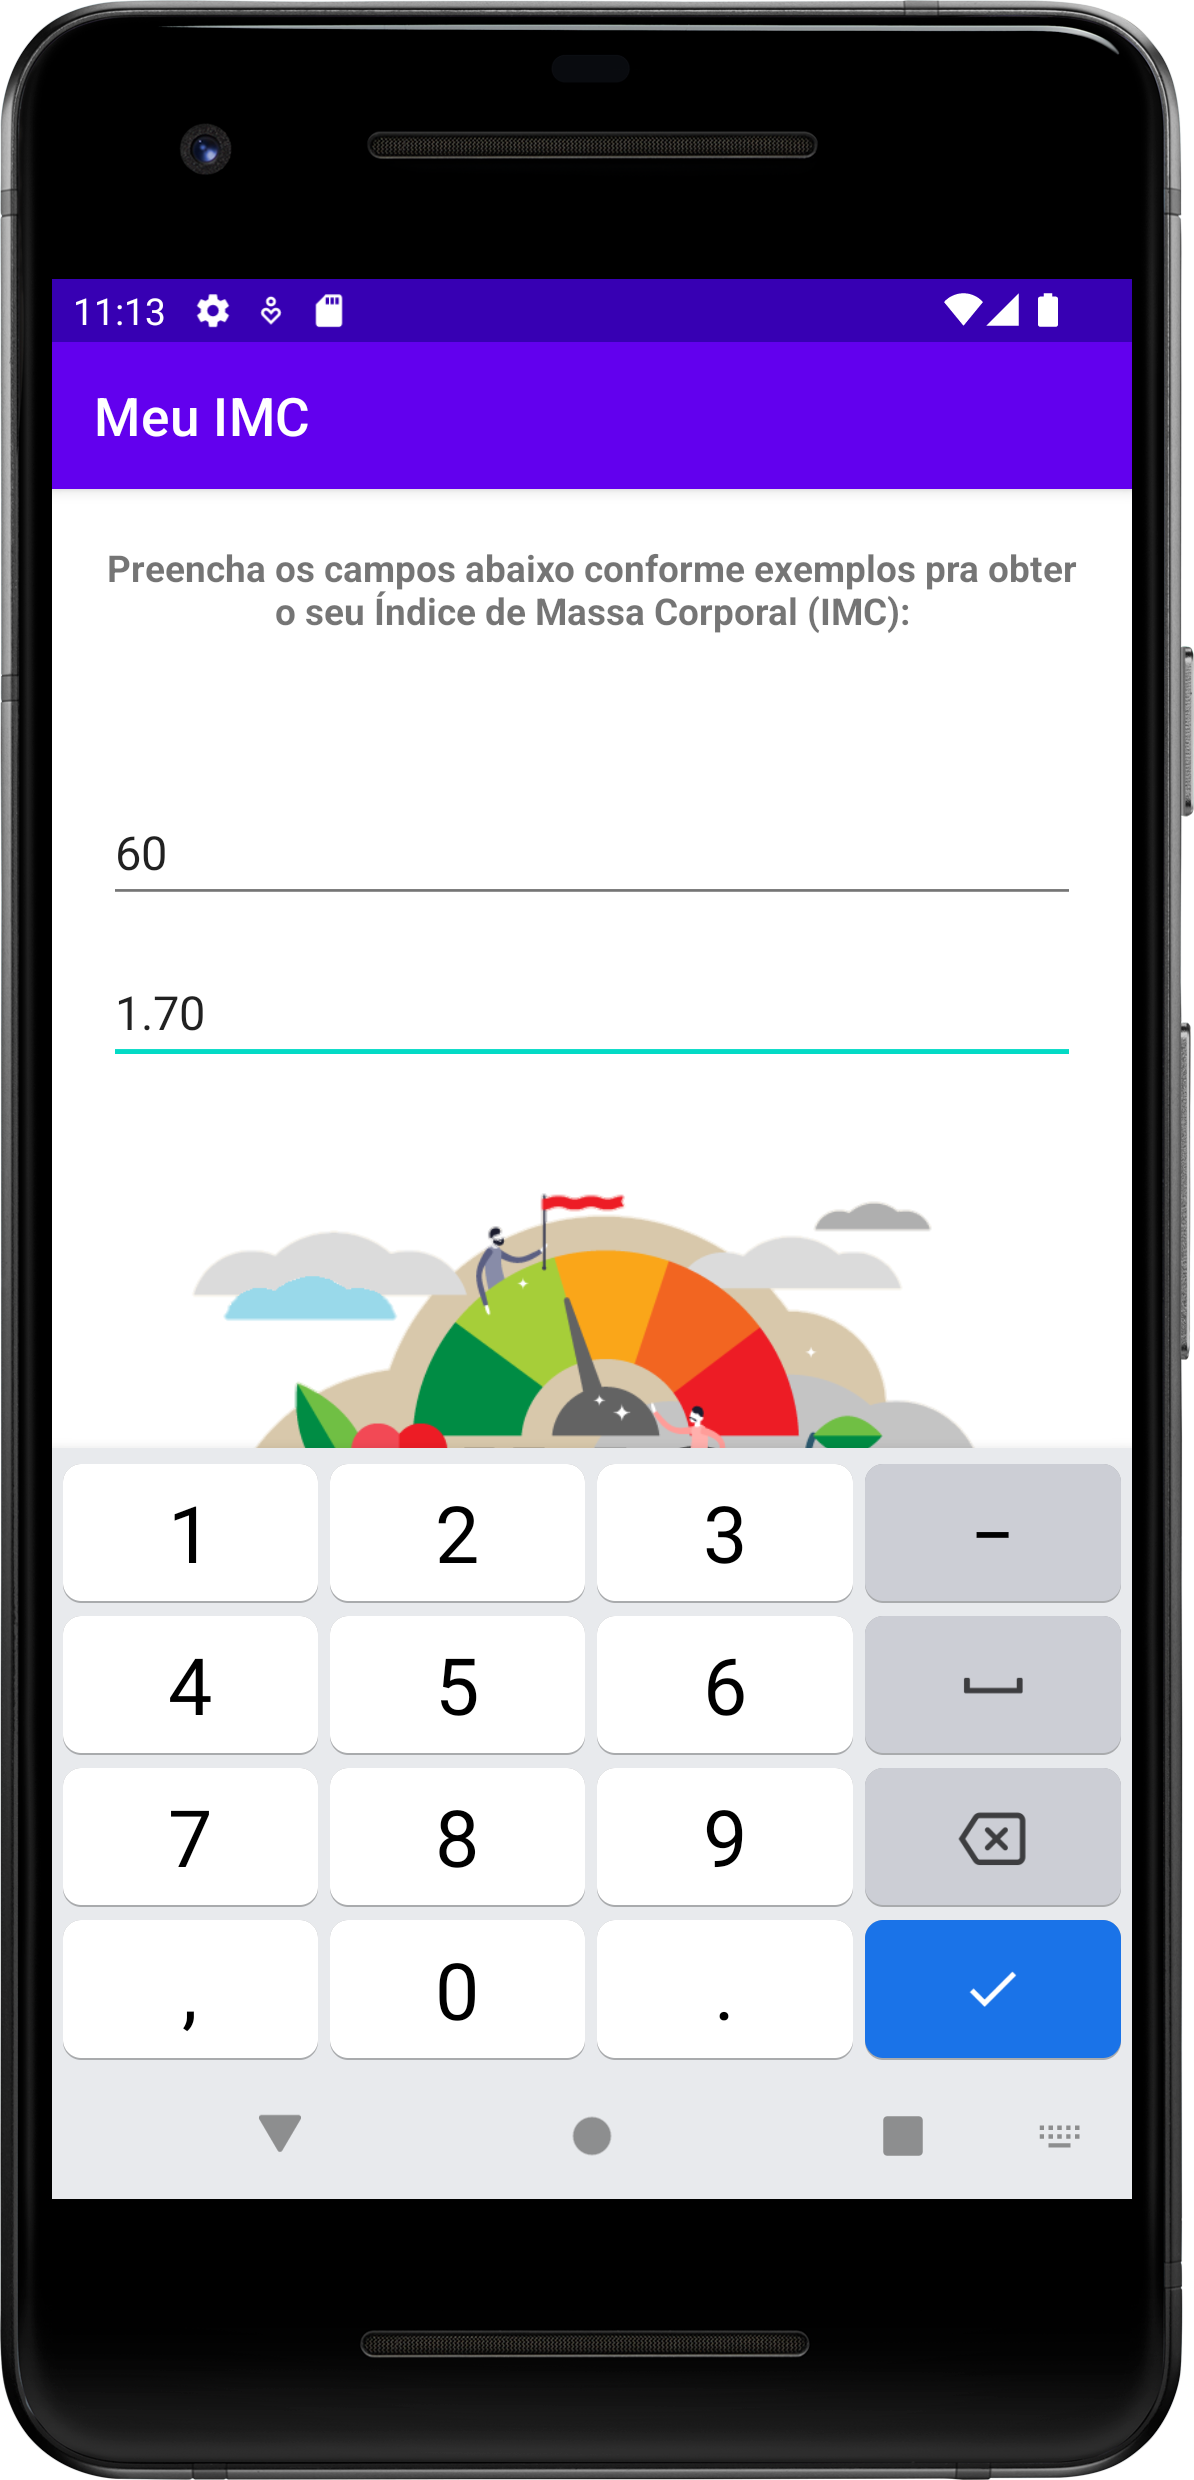 11:13
Meu IMC
Preencha os campos abaixo conforme exemplos pra obter
o seu Índice de Massa Corporal (IMC):
60
1.70
1 2 3 –
4 5 6
7 8 9
, 0 .